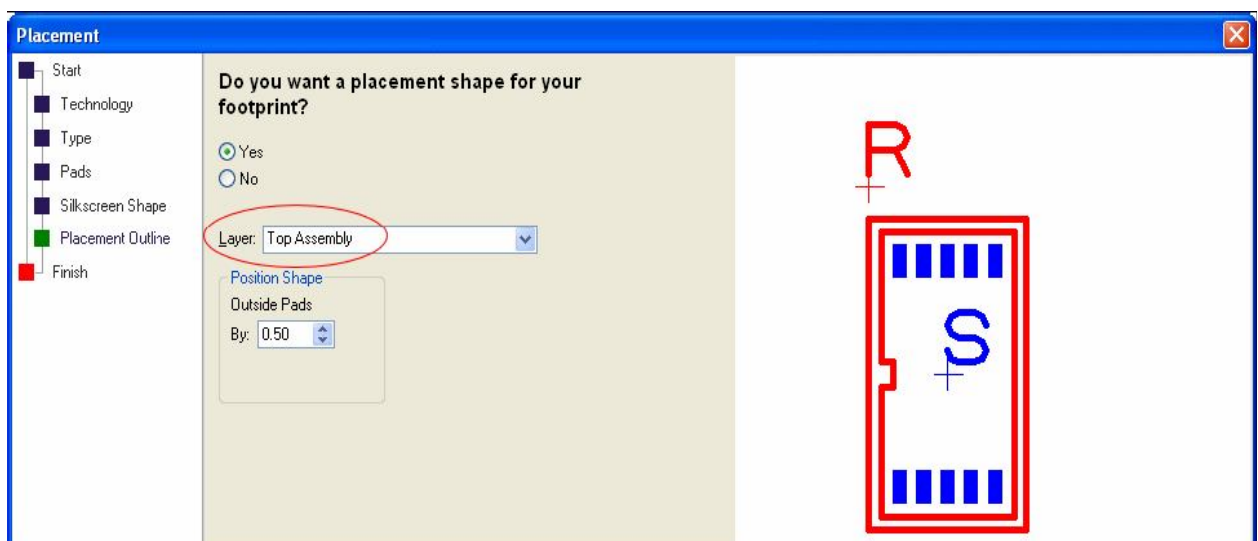 Placement
Start
Technology
Type
Pads
Silkscreen Shape
Placement Outline
Finish
Do you want a placement shape for your
footprint?
Yes
No
Layer: Top Assembly
Position Shape
Outside Pads
By: 0.50
R
S